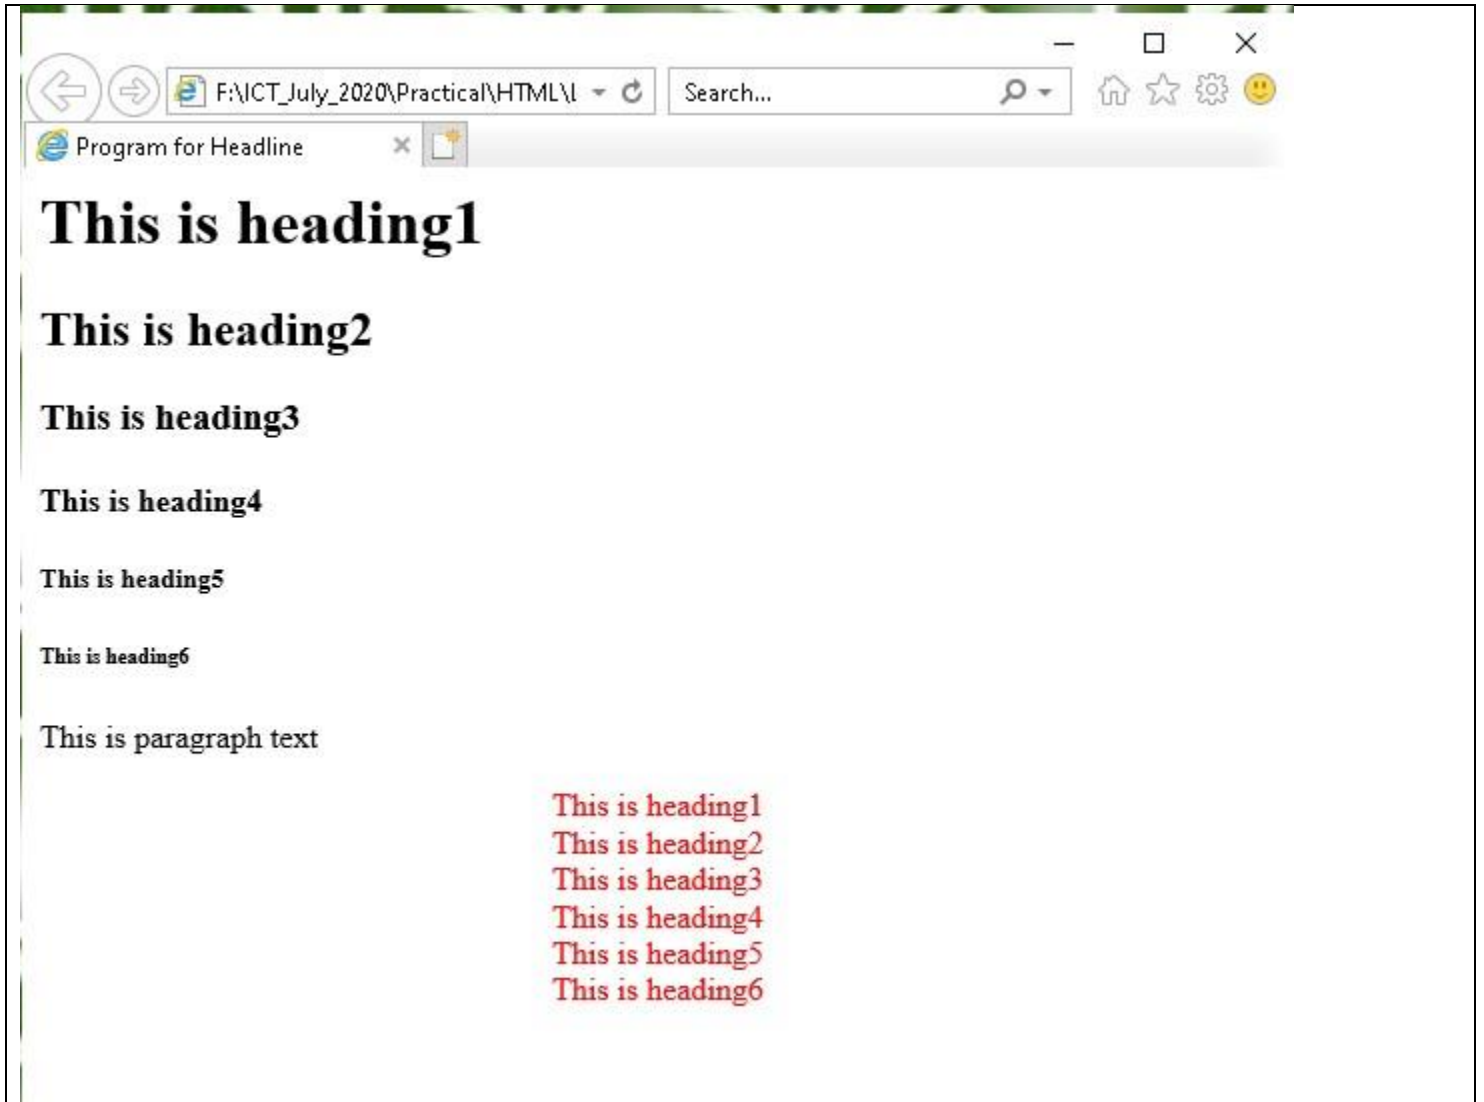 F:\ICT_July_2020\Practical\HTML\L
Search...
Program for Headline
This is heading1
This is heading2
This is heading3
This is heading4
This is heading5
This is heading6
This is paragraph text
This is heading1
This is heading2
This is heading3
This is heading4
This is heading5
This is heading6